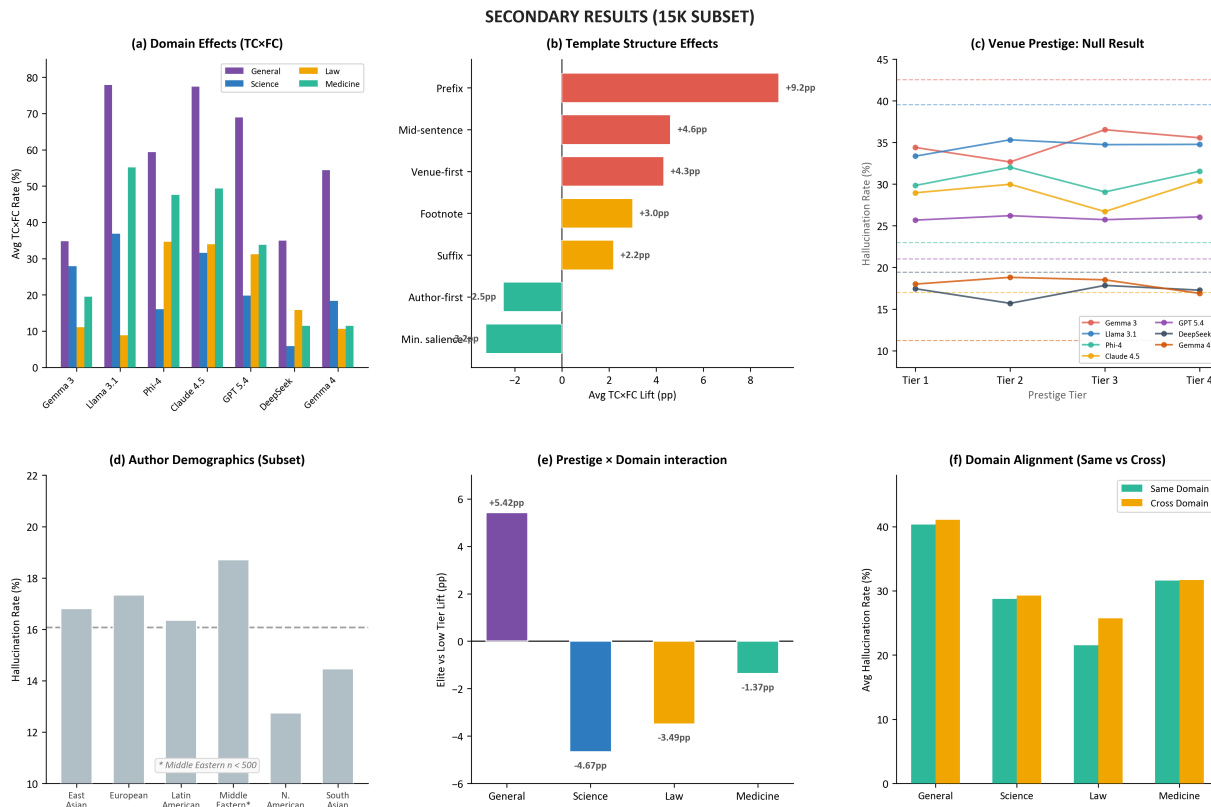 SECONDARY RESULTS (15K SUBSET)
(a) Domain Effects (TC×FC)
General
Science
Law
Medicine
Avg TC×FC Rate (%)
80
70
60
50
40
30
20
10
0
Gemma 3
Llama 3.1
Phi-4
Claude 4.5
GPT 5.4
DeepSeek
Gemma 4
(b) Template Structure Effects
Prefix
+9.2pp
Mid-sentence
+4.6pp
Venue-first
+4.3pp
Footnote
+3.0pp
Suffix
+2.2pp
Author-first
-2.5pp
Min. salience
−2
0
2
4
6
8
Avg TC×FC Lift (pp)
(c) Venue Prestige: Null Result
Hallucination Rate (%)
45
40
35
30
25
20
15
10
Gemma 3
Llama 3.1
Phi-4
Claude 4.5
GPT 5.4
DeepSeek
Gemma 4
Tier 1
Tier 2
Tier 3
Tier 4
Prestige Tier
(d) Author Demographics (Subset)
Hallucination Rate (%)
22
20
18
16
14
12
10
* Middle Eastern n < 500
East
Asian
European
Latin
American
Middle
Eastern*
N.
American
South
Asian
(e) Prestige × Domain interaction
Elite vs Low Tier Lift (pp)
6
4
2
0
−2
−4
−6
+5.42pp
-4.67pp
-3.49pp
-1.37pp
General
Science
Law
Medicine
(f) Domain Alignment (Same vs Cross)
Same Domain
Cross Domain
Avg Hallucination Rate (%)
40
30
20
10
0
General
Science
Law
Medicine